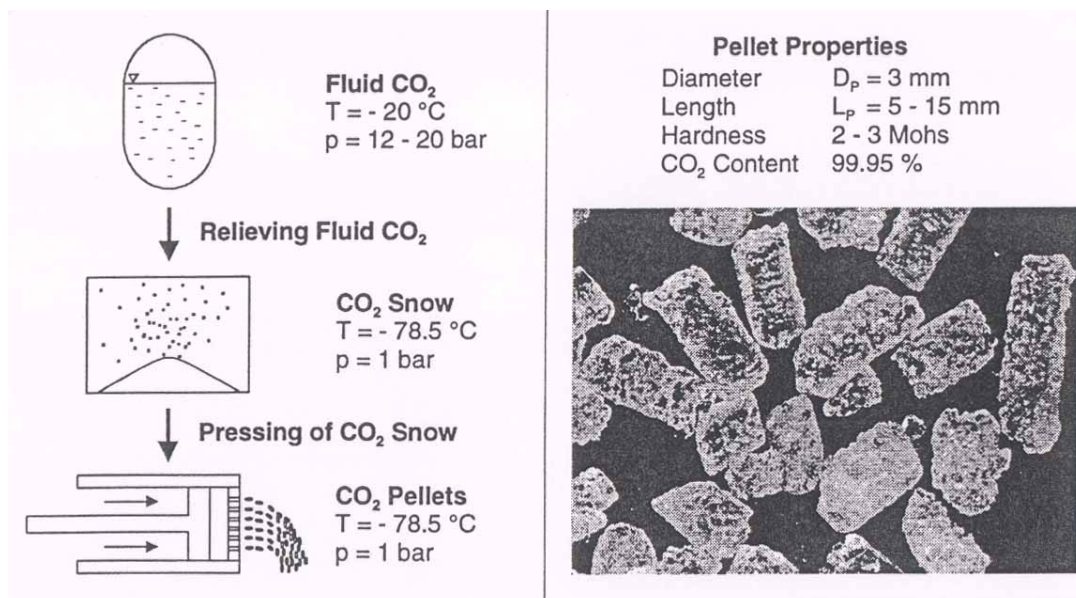 Fluid CO₂
T = - 20 °C
p = 12 - 20 bar
Relieving Fluid CO₂
CO₂ Snow
T = - 78.5 °C
p = 1 bar
Pressing of CO₂ Snow
CO₂ Pellets
T = - 78.5 °C
p = 1 bar
Pellet Properties
Diameter Dₚ = 3 mm
Length Lₚ = 5 - 15 mm
Hardness 2 - 3 Mohs
CO₂ Content 99.95 %